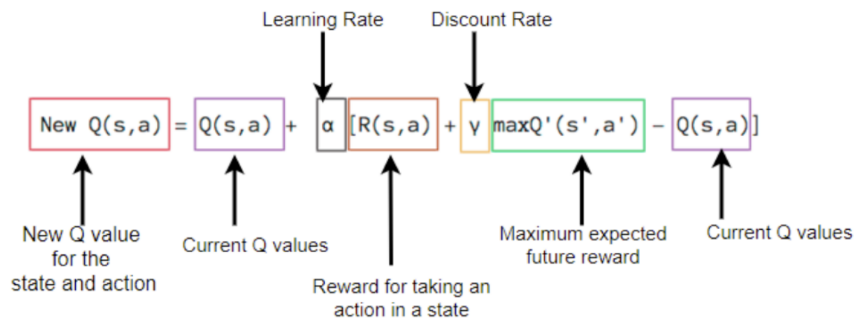 Learning Rate
Discount Rate
New Q(s,a) = Q(s,a) + α [R(s,a) + γ maxQ'(s',a') − Q(s,a)]
New Q value
for the
state and action
Current Q values
Reward for taking an
action in a state
Maximum expected
future reward
Current Q values